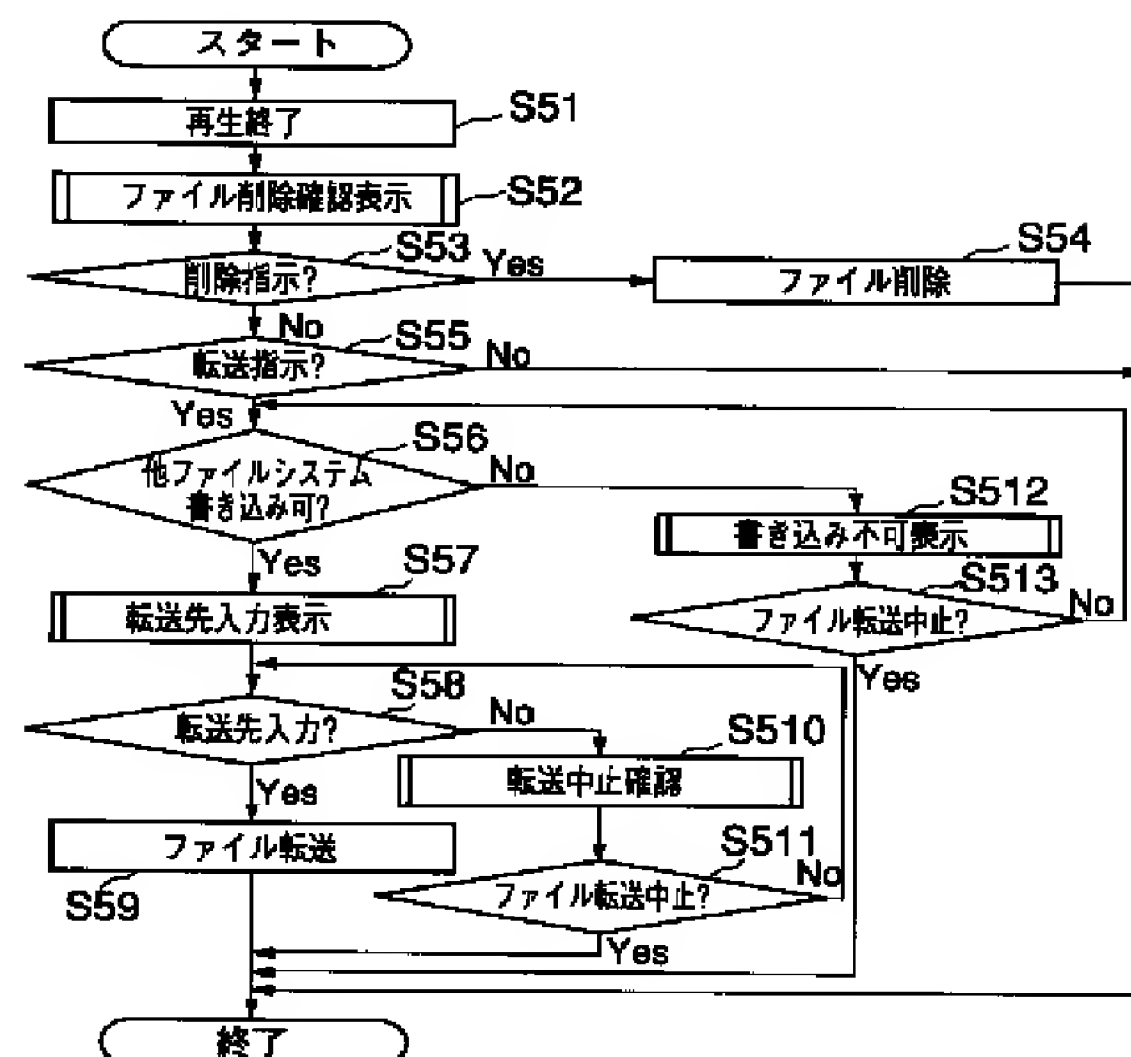 スタート
再生終了
S51
ファイル削除確認表示
S52
削除指示?
S53
Yes
ファイル削除
S54
No
転送指示?
S55
No
Yes
他ファイルシステム
書き込み可?
S56
No
書き込み不可表示
S512
Yes
転送先入力表示
S57
ファイル転送中止?
S513
No
Yes
転送先入力?
S58
No
転送中止確認
S510
Yes
ファイル転送
S59
ファイル転送中止?
S511
No
Yes
終了